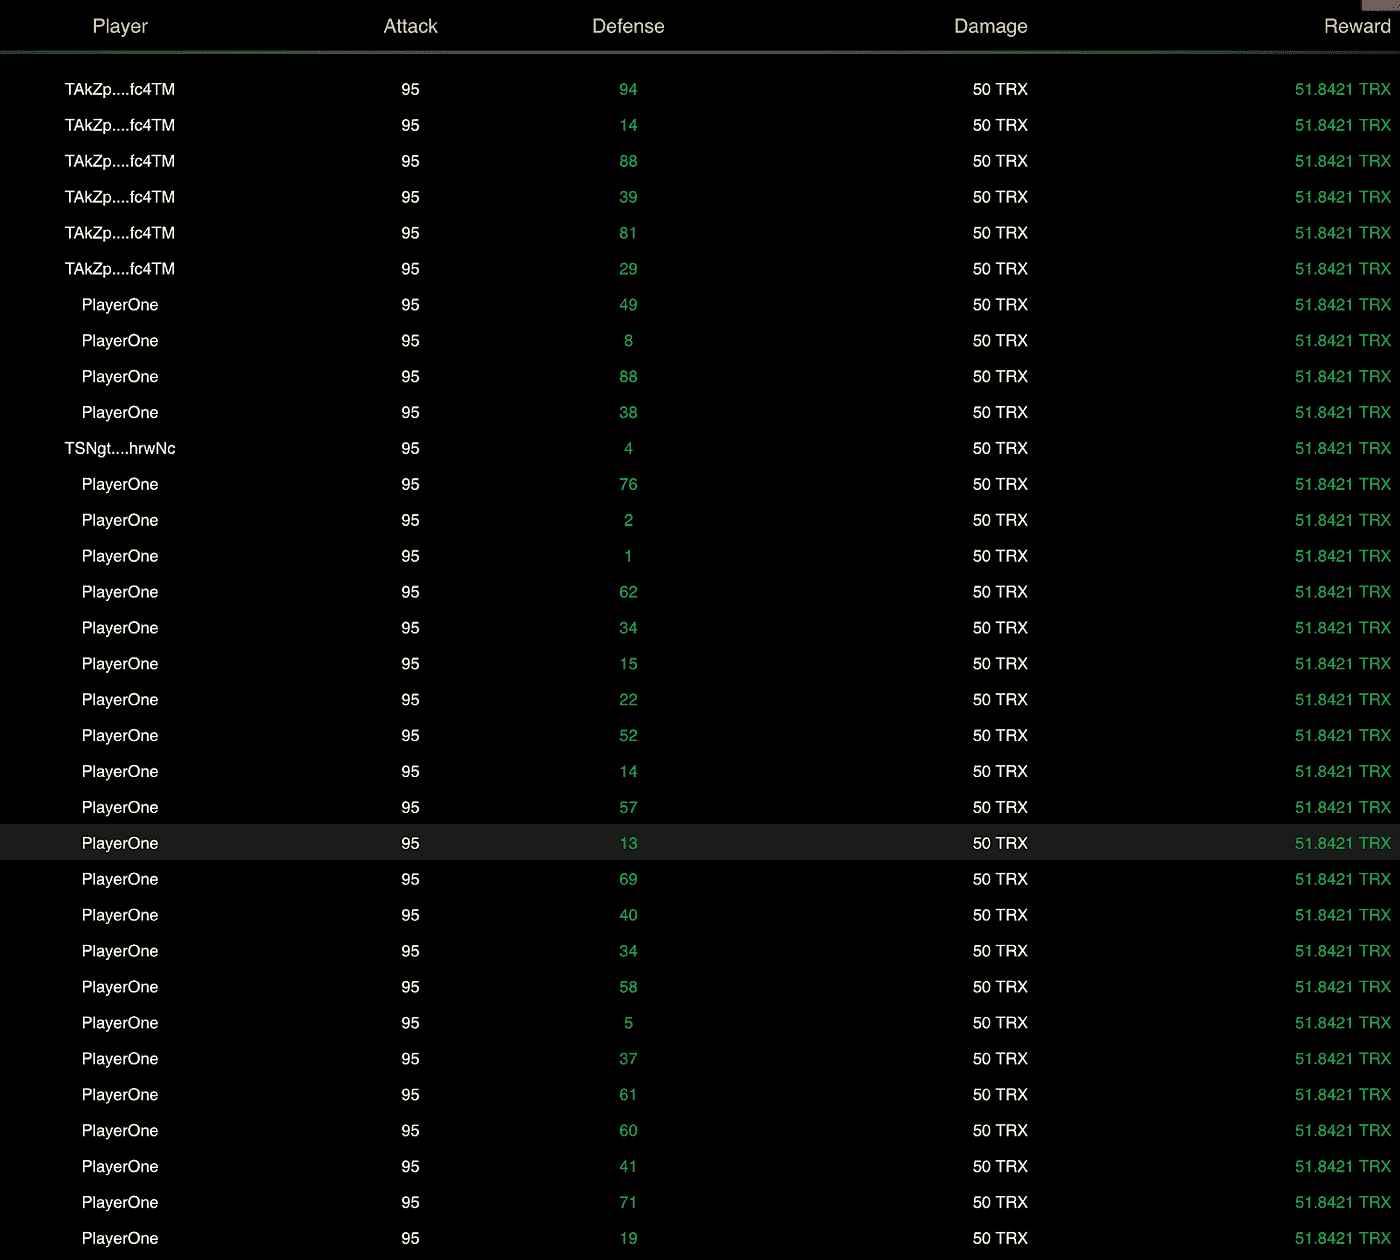 Player Attack Defense Damage Reward
TAkZp....fc4TM 95 94 50 TRX 51.8421 TRX
TAkZp....fc4TM 95 14 50 TRX 51.8421 TRX
TAkZp....fc4TM 95 88 50 TRX 51.8421 TRX
TAkZp....fc4TM 95 39 50 TRX 51.8421 TRX
TAkZp....fc4TM 95 81 50 TRX 51.8421 TRX
TAkZp....fc4TM 95 29 50 TRX 51.8421 TRX
PlayerOne 95 49 50 TRX 51.8421 TRX
PlayerOne 95 8 50 TRX 51.8421 TRX
PlayerOne 95 88 50 TRX 51.8421 TRX
PlayerOne 95 38 50 TRX 51.8421 TRX
TSNgt....hrwNc 95 4 50 TRX 51.8421 TRX
PlayerOne 95 76 50 TRX 51.8421 TRX
PlayerOne 95 2 50 TRX 51.8421 TRX
PlayerOne 95 1 50 TRX 51.8421 TRX
PlayerOne 95 62 50 TRX 51.8421 TRX
PlayerOne 95 34 50 TRX 51.8421 TRX
PlayerOne 95 15 50 TRX 51.8421 TRX
PlayerOne 95 22 50 TRX 51.8421 TRX
PlayerOne 95 52 50 TRX 51.8421 TRX
PlayerOne 95 14 50 TRX 51.8421 TRX
PlayerOne 95 57 50 TRX 51.8421 TRX
PlayerOne 95 13 50 TRX 51.8421 TRX
PlayerOne 95 69 50 TRX 51.8421 TRX
PlayerOne 95 40 50 TRX 51.8421 TRX
PlayerOne 95 34 50 TRX 51.8421 TRX
PlayerOne 95 58 50 TRX 51.8421 TRX
PlayerOne 95 5 50 TRX 51.8421 TRX
PlayerOne 95 37 50 TRX 51.8421 TRX
PlayerOne 95 61 50 TRX 51.8421 TRX
PlayerOne 95 60 50 TRX 51.8421 TRX
PlayerOne 95 41 50 TRX 51.8421 TRX
PlayerOne 95 71 50 TRX 51.8421 TRX
PlayerOne 95 19 50 TRX 51.8421 TRX